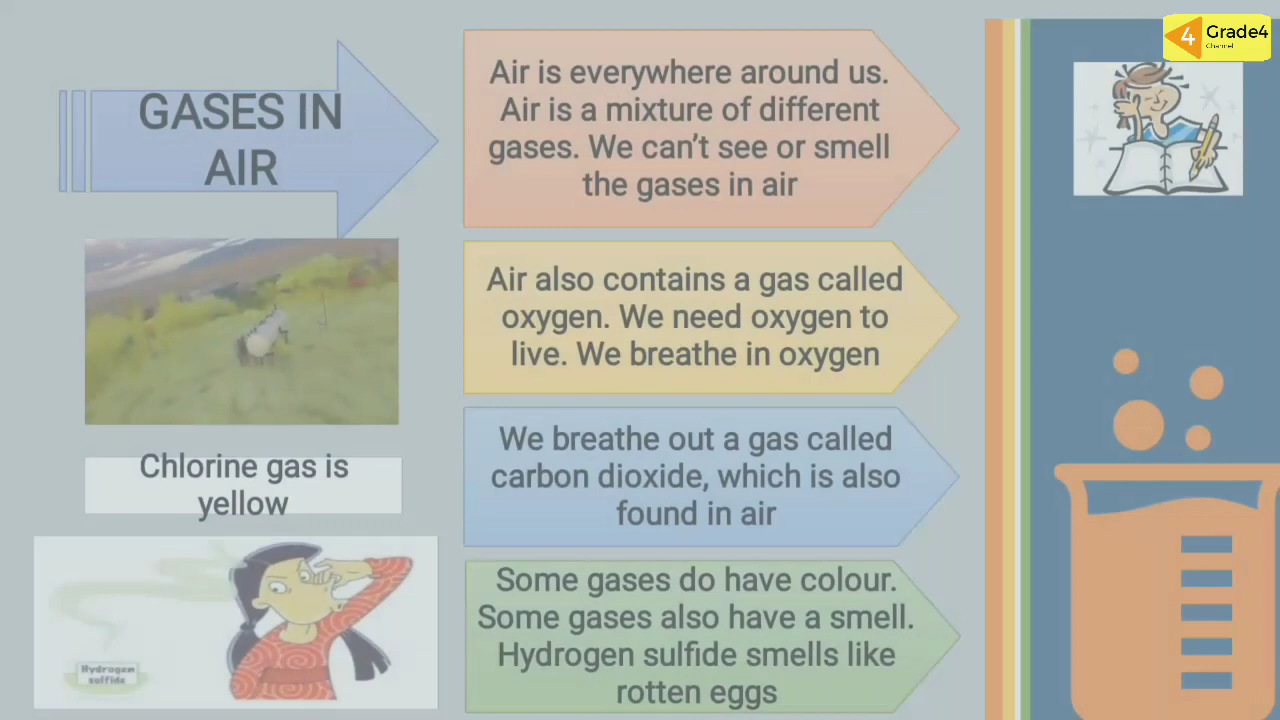 GASES IN
AIR
Air is everywhere around us.
Air is a mixture of different
gases. We can’t see or smell
the gases in air
Air also contains a gas called
oxygen. We need oxygen to
live. We breathe in oxygen
We breathe out a gas called
carbon dioxide, which is also
found in air
Some gases do have colour.
Some gases also have a smell.
Hydrogen sulfide smells like
rotten eggs
Chlorine gas is
yellow
Hydrogen
sulfide
4
Grade4
Channel